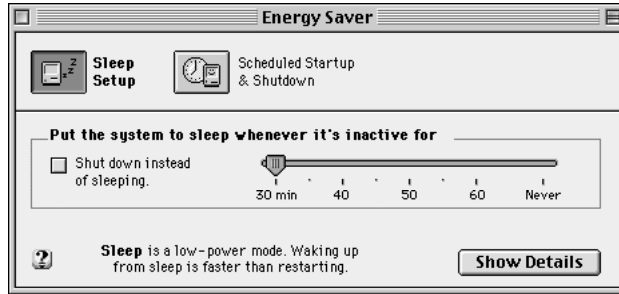 Energy Saver
Sleep
Setup
Scheduled Startup
& Shutdown
Put the system to sleep whenever it's inactive for
Shut down instead
of sleeping.
30 min 40 50 60 Never
Sleep is a low-power mode. Waking up
from sleep is faster than restarting.
Show Details